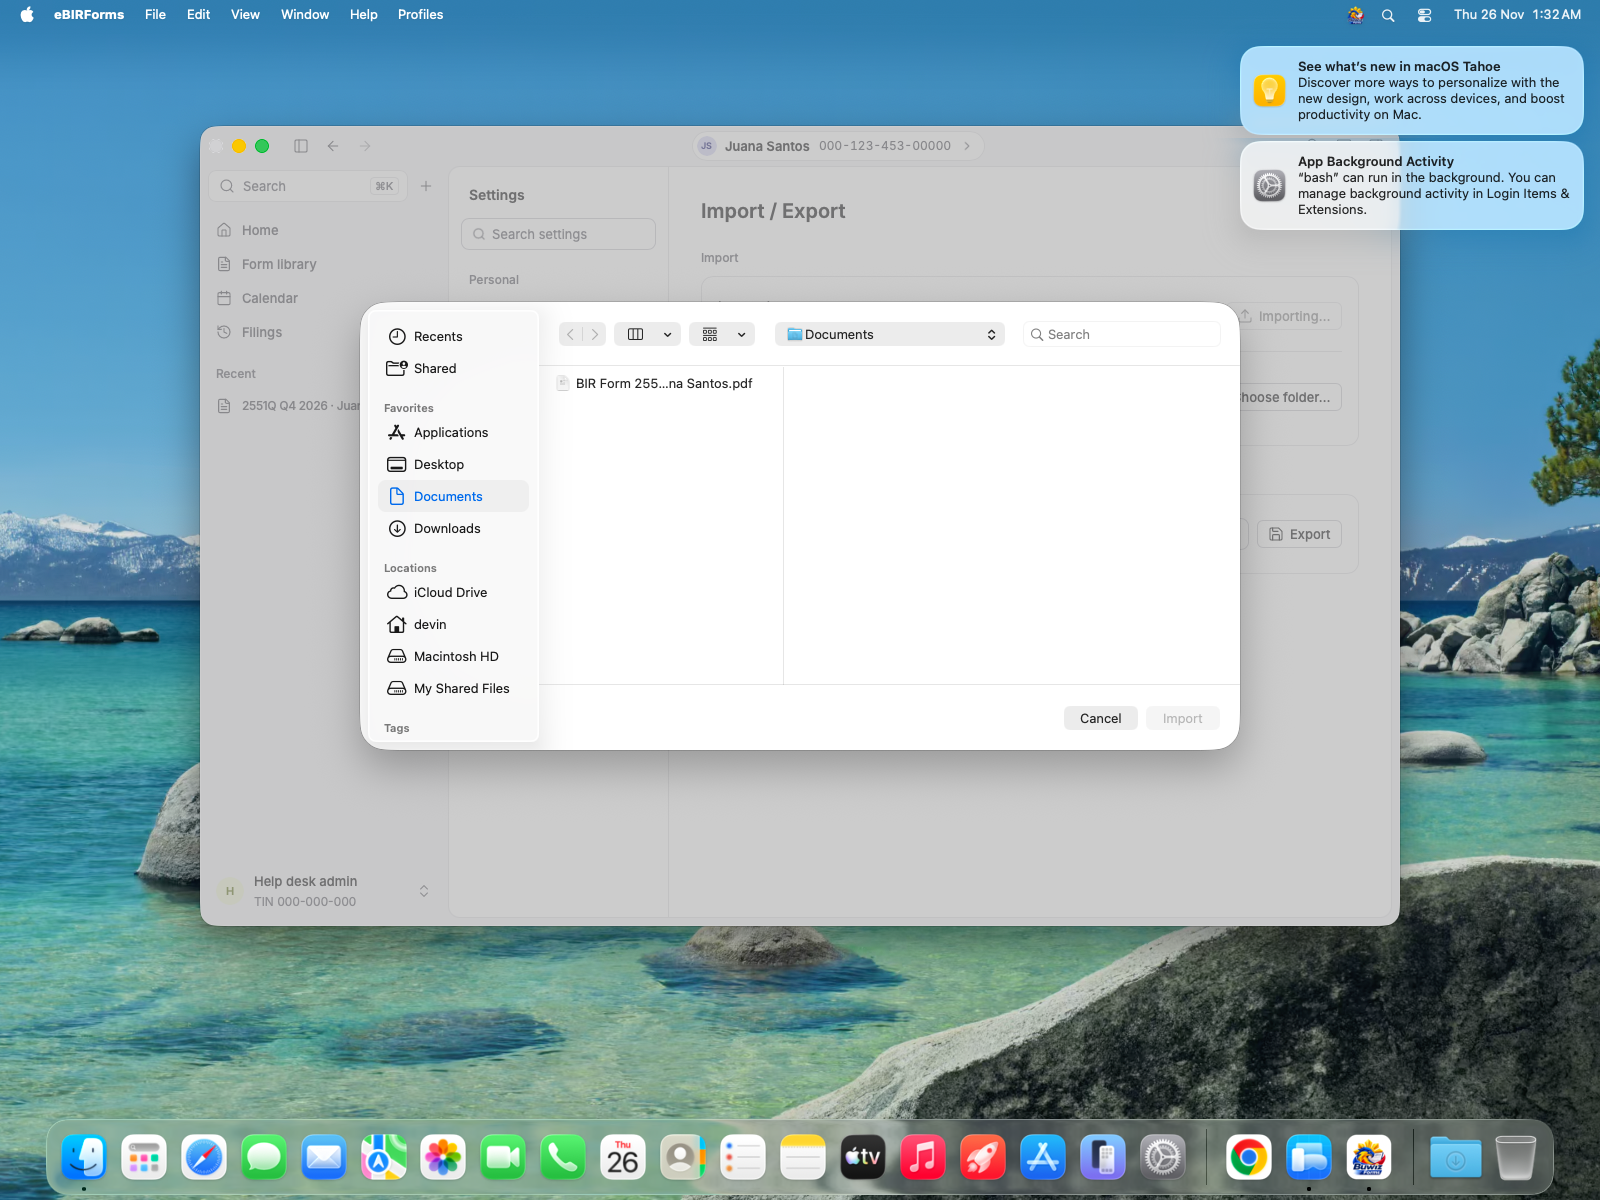 eBIRForms File Edit View Window Help Profiles
Thu 26 Nov 1:32 AM
See what's new in macOS Tahoe
Discover more ways to personalize with the
new design, work across devices, and boost
productivity on Mac.
App Background Activity
“bash” can run in the background. You can
manage background activity in Login Items &
Extensions.
JS Juana Santos 000-123-453-00000
Search ⌘K
Home
Form library
Calendar
Filings
Recent
2551Q Q4 2026 · Juan
Settings
Search settings
Personal
Import / Export
Import
Importing...
Choose folder...
Export
Recents
Shared
Favorites
Applications
Desktop
Documents
Downloads
Locations
iCloud Drive
devin
Macintosh HD
My Shared Files
Tags
Documents
Search
BIR Form 255...na Santos.pdf
Cancel
Import
H Help desk admin
TIN 000-000-000
Thu
26
tv
BUWIZ
Forms